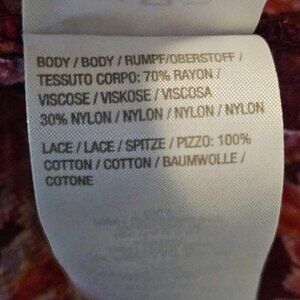 BODY / BODY / RUMPF/OBERSTOFF /
TESSUTO CORPO: 70% RAYON /
VISCOSE / VISKOSE / VISCOSA
30% NYLON / NYLON / NYLON / NYLON
LACE / LACE / SPITZE / PIZZO: 100%
COTTON / COTTON / BAUMWOLLE /
COTONE